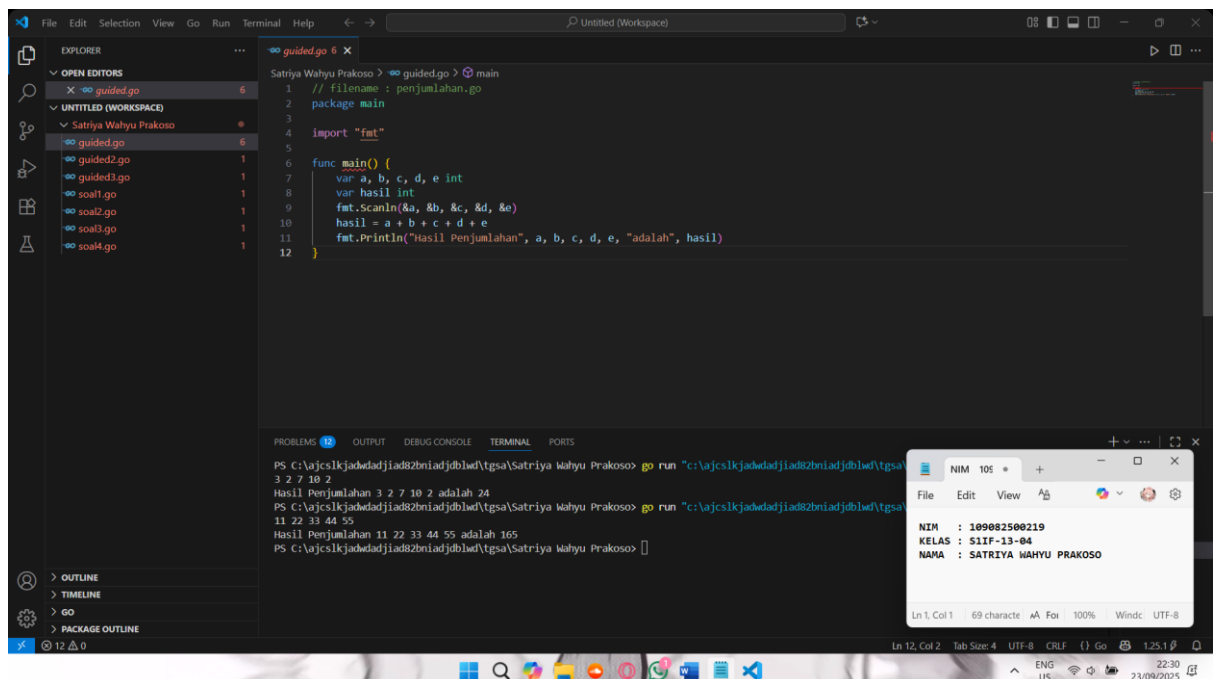 File Edit Selection View Go Run Terminal Help
Untitled (Workspace)
EXPLORER
OPEN EDITORS
guided.go 6
UNTITLED (WORKSPACE)
Satriya Wahyu Prakoso
guided.go 6
guided2.go 1
guided3.go 1
soal1.go 1
soal2.go 1
soal3.go 1
soal4.go 1
OUTLINE
TIMELINE
GO
PACKAGE OUTLINE
guided.go 6
Satriya Wahyu Prakoso > guided.go > main
1 // filename : penjumlahan.go
2 package main
3
4 import "fmt"
5
6 func main() {
7 var a, b, c, d, e int
8 var hasil int
9 fmt.Scanln(&a, &b, &c, &d, &e)
10 hasil = a + b + c + d + e
11 fmt.Println("Hasil Penjumlahan", a, b, c, d, e, "adalah", hasil)
12 }
PROBLEMS 12 OUTPUT DEBUG CONSOLE TERMINAL PORTS
PS C:\ajcslkjadwdadjiad82bniadjdblwd\tgsa\Satriya Wahyu Prakoso> go run "c:\ajcslkjadwdadjiad82bniadjdblwd\tgsa\
3 2 7 10 2
Hasil Penjumlahan 3 2 7 10 2 adalah 24
PS C:\ajcslkjadwdadjiad82bniadjdblwd\tgsa\Satriya Wahyu Prakoso> go run "c:\ajcslkjadwdadjiad82bniadjdblwd\tgsa\
11 22 33 44 55
Hasil Penjumlahan 11 22 33 44 55 adalah 165
PS C:\ajcslkjadwdadjiad82bniadjdblwd\tgsa\Satriya Wahyu Prakoso>
NIM
File Edit View
NIM : 109082500219
KELAS : S1IF-13-04
NAMA : SATRIYA WAHYU PRAKOSO
Ln 1, Col 1 69 characte 100% Windc UTF-8
12 0
Ln 12, Col 2 Tab Size: 4 UTF-8 CRLF {} Go 1.25.1
ENG
US
22:30
23/09/2025